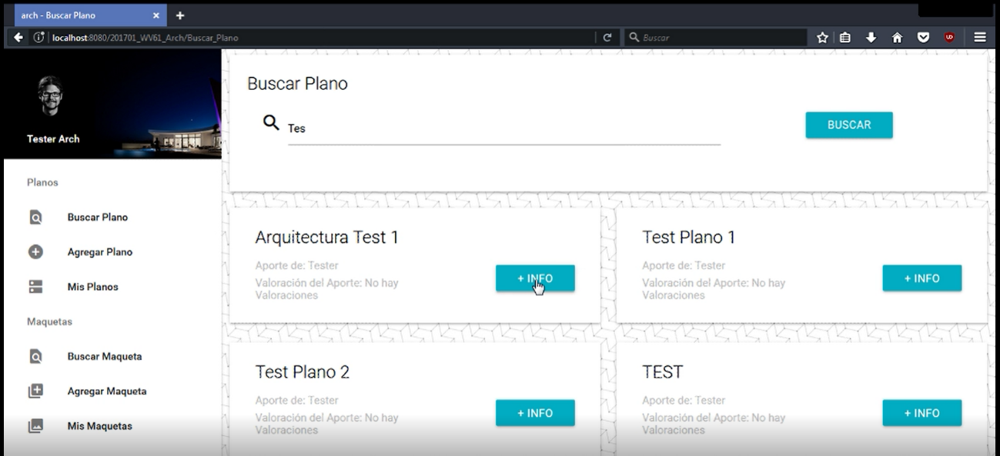 arch - Buscar Plano
localhost:8080/201701_WV61_Arch/Buscar_Plano
Buscar
Tester Arch
Planos
Buscar Plano
Agregar Plano
Mis Planos
Maquetas
Buscar Maqueta
Agregar Maqueta
Mis Maquetas
Buscar Plano
Tes
BUSCAR
Arquitectura Test 1
Aporte de: Tester
Valoración del Aporte: No hay
Valoraciones
+ INFO
Test Plano 1
Aporte de: Tester
Valoración del Aporte: No hay
Valoraciones
+ INFO
Test Plano 2
Aporte de: Tester
Valoración del Aporte: No hay
Valoraciones
+ INFO
TEST
Aporte de: Tester
Valoración del Aporte: No hay
Valoraciones
+ INFO